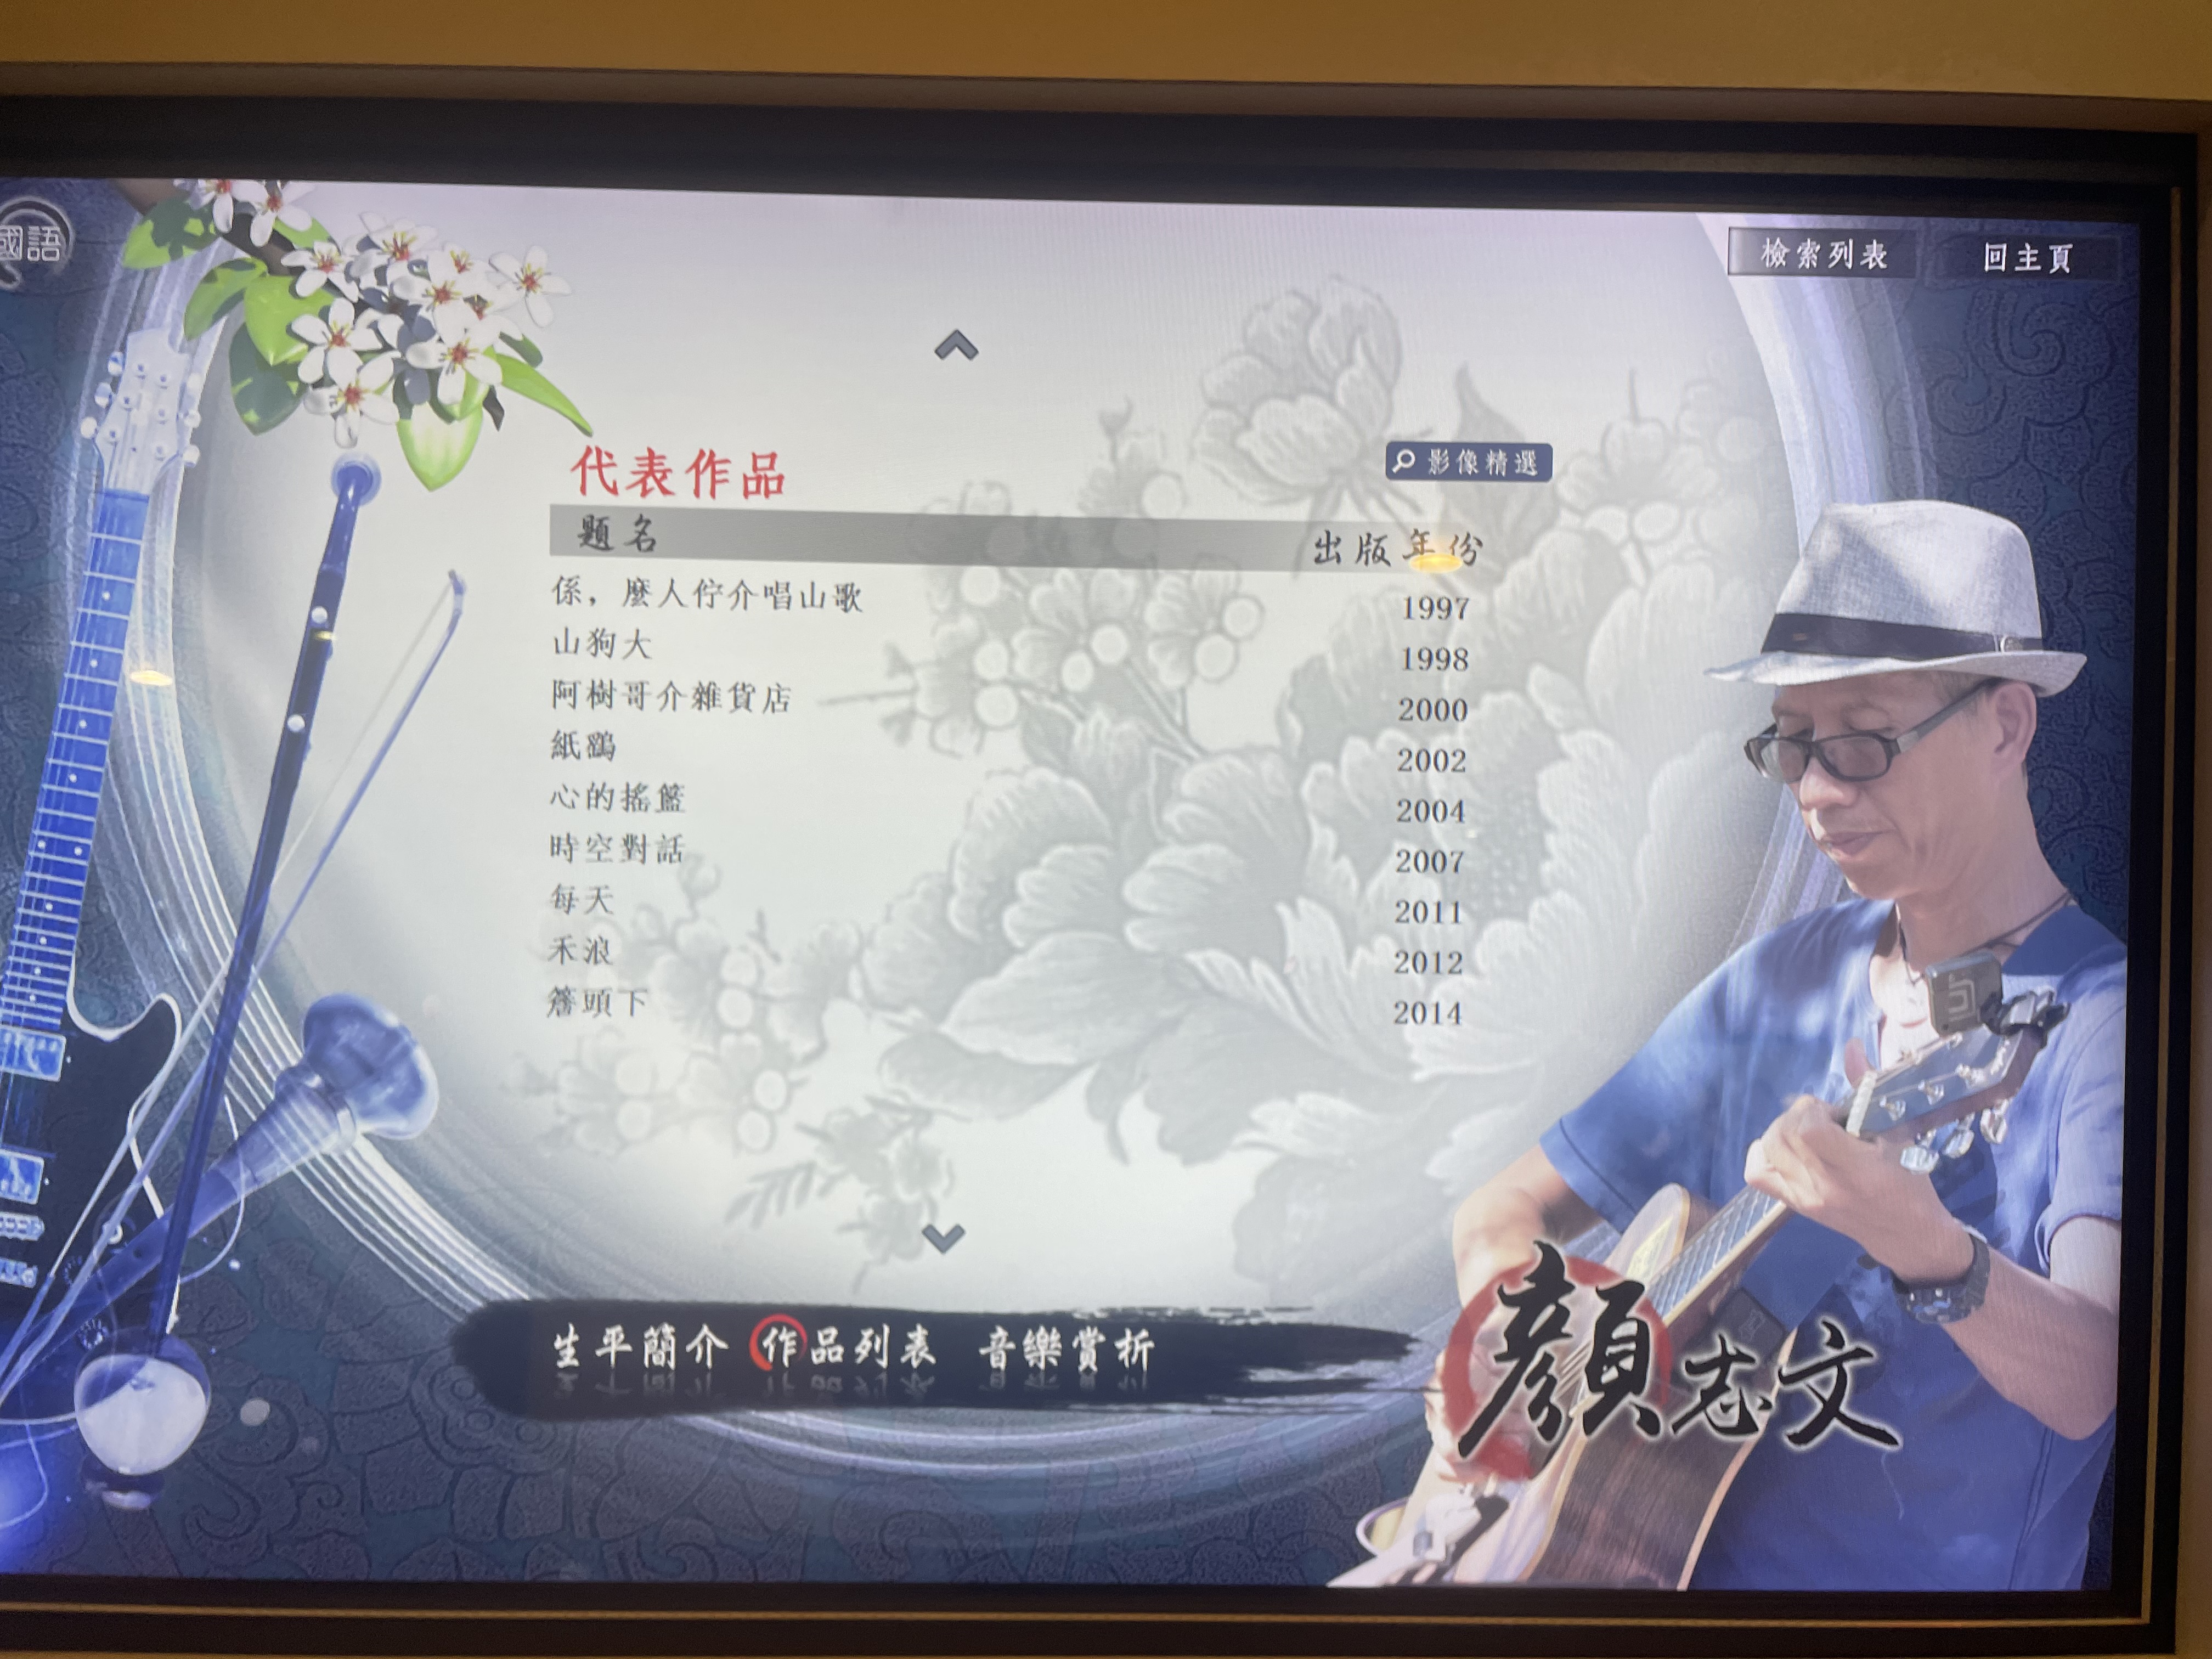 國語
檢索列表
回主頁
代表作品
影像精選
題名 出版年份
係，麼人佇介唱山歌 1997
山狗大 1998
阿樹哥介雜貨店 2000
紙鷂 2002
心的搖籃 2004
時空對話 2007
每天 2011
禾浪 2012
簷頭下 2014
生平簡介 作品列表 音樂賞析
顏志文